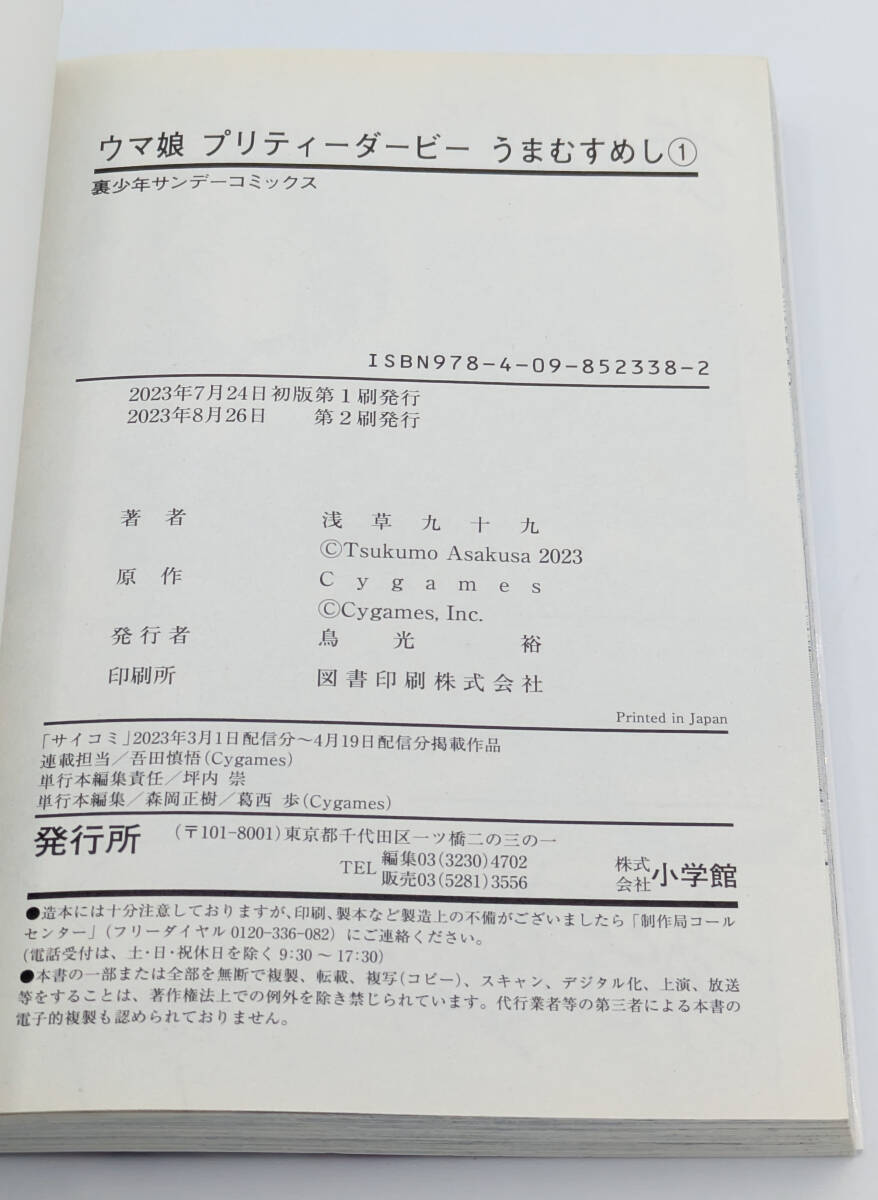 ウマ娘 プリティーダービー うまむすめし①
裏少年サンデーコミックス
ISBN978-4-09-852338-2
2023年7月24日初版第1刷発行
2023年8月26日 第2刷発行
著者 浅草九十九
©Tsukumo Asakusa 2023
原作 Cygames
©Cygames, Inc.
発行者 鳥光 裕
印刷所 図書印刷株式会社
Printed in Japan
「サイコミ」2023年3月1日配信分～4月19日配信分掲載作品
連載担当／吾田慎悟(Cygames)
単行本編集責任／坪内 崇
単行本編集／森岡正樹／葛西 歩(Cygames)
発行所 (〒101-8001)東京都千代田区一ツ橋二の三の一
TEL 編集03(3230)4702
販売03(5281)3556
株式会社 小学館
●造本には十分注意しておりますが、印刷、製本など製造上の不備がございましたら「制作局コール
センター」(フリーダイヤル0120-336-082)にご連絡ください。
(電話受付は、土・日・祝休日を除く 9:30～17:30)
●本書の一部または全部を無断で複製、転載、複写(コピー)、スキャン、デジタル化、上演、放送
等をすることは、著作権法上での例外を除き禁じられています。代行業者等の第三者による本書の
電子的複製も認められておりません。